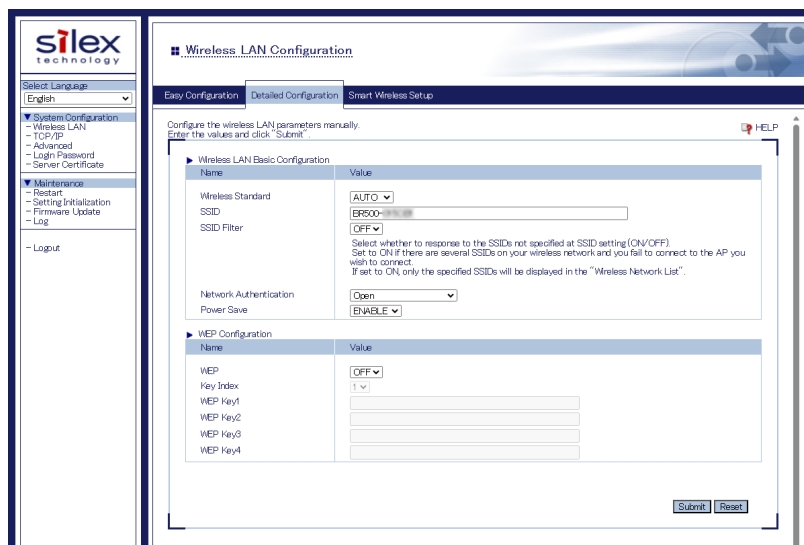 silex
technology
Select Language
English
▼ System Configuration
- Wireless LAN
- TCP/IP
- Advanced
- Login Password
- Server Certificate
▼ Maintenance
- Restart
- Setting Initialization
- Firmware Update
- Log
- Logout
Wireless LAN Configuration
Easy Configuration Detailed Configuration Smart Wireless Setup
Configure the wireless LAN parameters manually.
Enter the values and click "Submit".
HELP
Wireless LAN Basic Configuration
Name Value
Wireless Standard AUTO
SSID BR500-
SSID Filter OFF
Select whether to response to the SSIDs not specified at SSID setting (ON/OFF).
Set to ON if there are several SSIDs on your wireless network and you fail to connect to the AP you
wish to connect.
If set to ON, only the specified SSIDs will be displayed in the "Wireless Network List".
Network Authentication Open
Power Save ENABLE
WEP Configuration
Name Value
WEP OFF
Key Index 1
WEP Key1
WEP Key2
WEP Key3
WEP Key4
Submit Reset